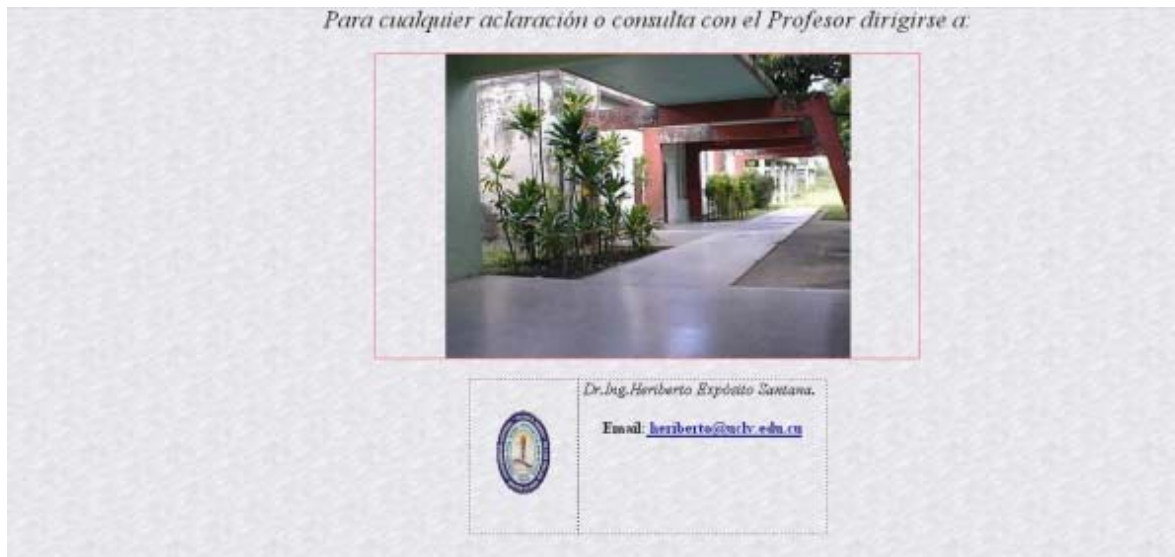 Para cualquier aclaración o consulta con el Profesor dirigirse a:
Dr.Ing.Heriberto Expósito Santana.
Email: heriberto@uclv.edu.cu